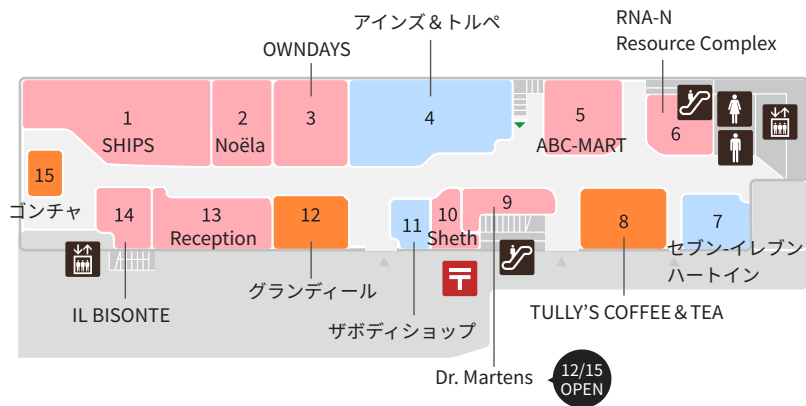 アインズ＆トルペ
OWNDAYS
RNA-N
Resource Complex
1
SHIPS
2
Noëla
3
4
5
ABC-MART
6
15
ゴンチャ
14
13
Reception
12
11
10
Sheth
9
8
7
セブン-イレブン
ハートイン
グランディール
IL BISONTE
ザボディショップ
TULLY'S COFFEE & TEA
Dr. Martens
12/15
OPEN